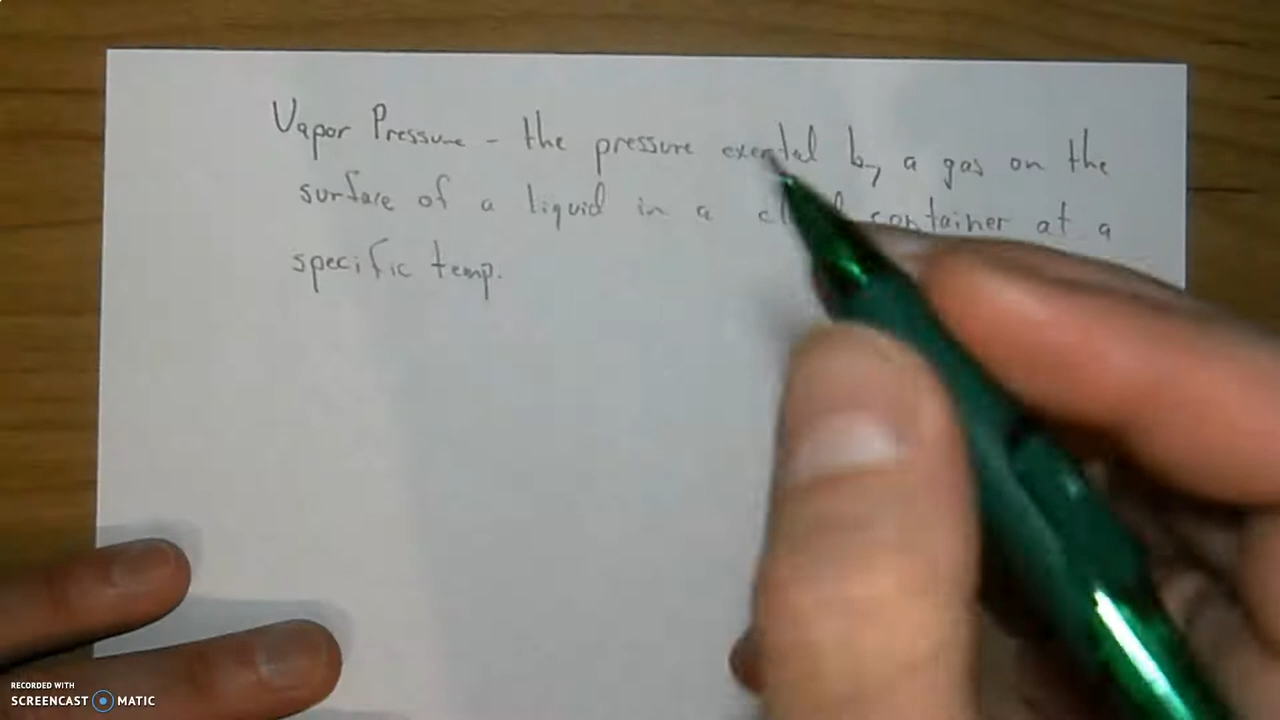 Vapor Pressure - the pressure exerted by a gas on the
surface of a liquid in a container at a
specific temp.
RECORDED WITH
SCREENCAST MATIC